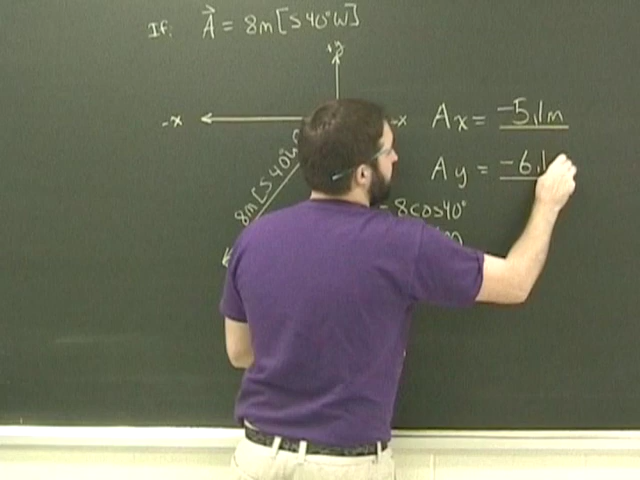 If: A = 8m[S40°W]
+y
-x
x
Ax = -5.1m
8m[S40°W
Ay = -6.1
-8cos40°